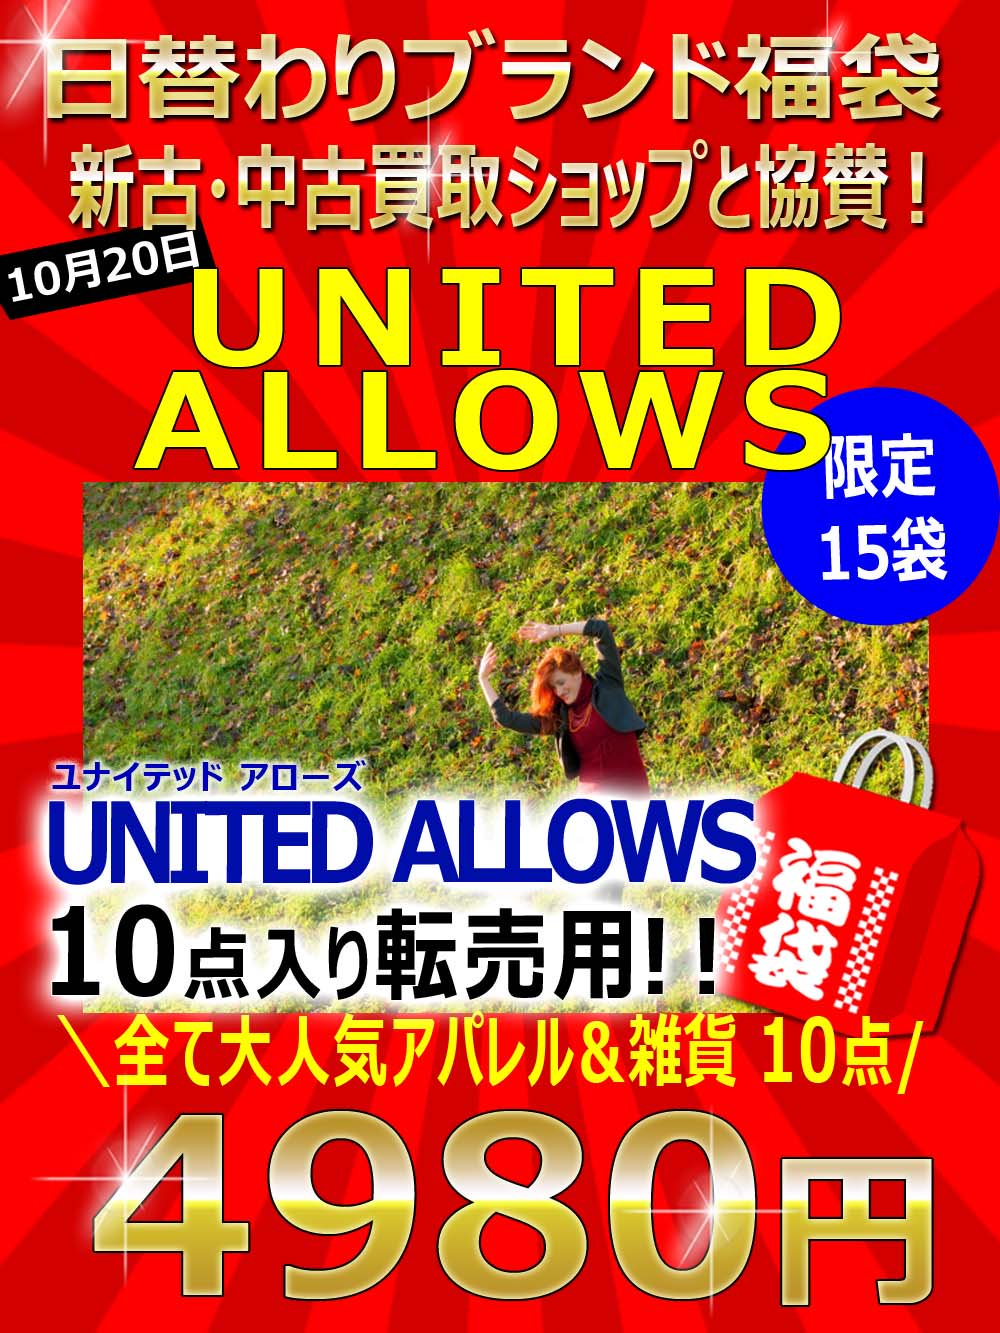 日替わりブランド福袋
新古・中古買取ショップと協賛！
10月20日
UNITED
ALLOWS
限定
15袋
ユナイテッド アローズ
UNITED ALLOWS
10点入り転売用！！
福袋
＼全て大人気アパレル＆雑貨 10点/
4980円